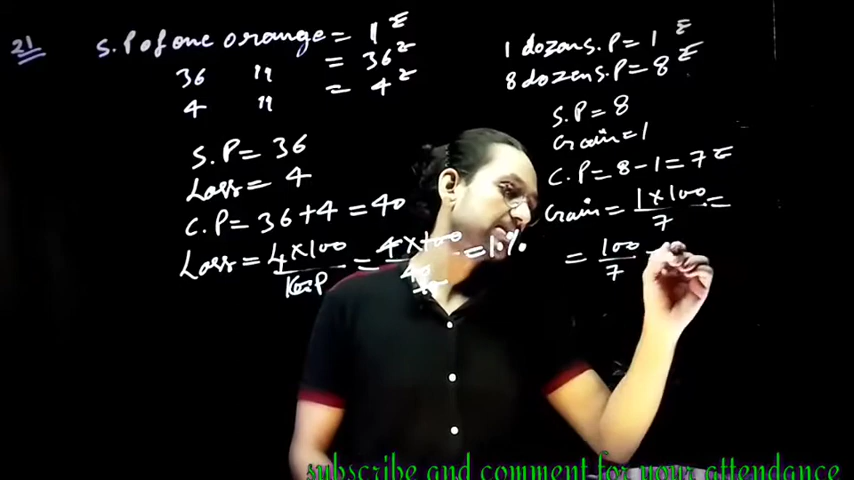 21
S.P of one orange = 1
36 " = 36
4 " = 4
S.P = 36
Loss = 4
C.P = 36+4 = 40
Loss = 4×100 / C.P = 4×100 / 40 = 10%
1 dozen S.P = 1
8 dozen S.P = 8
S.P = 8
Gain = 1
C.P = 8-1 = 7
Gain = 1×100 / 7 =
= 100 / 7
subscribe and comment for your attendance